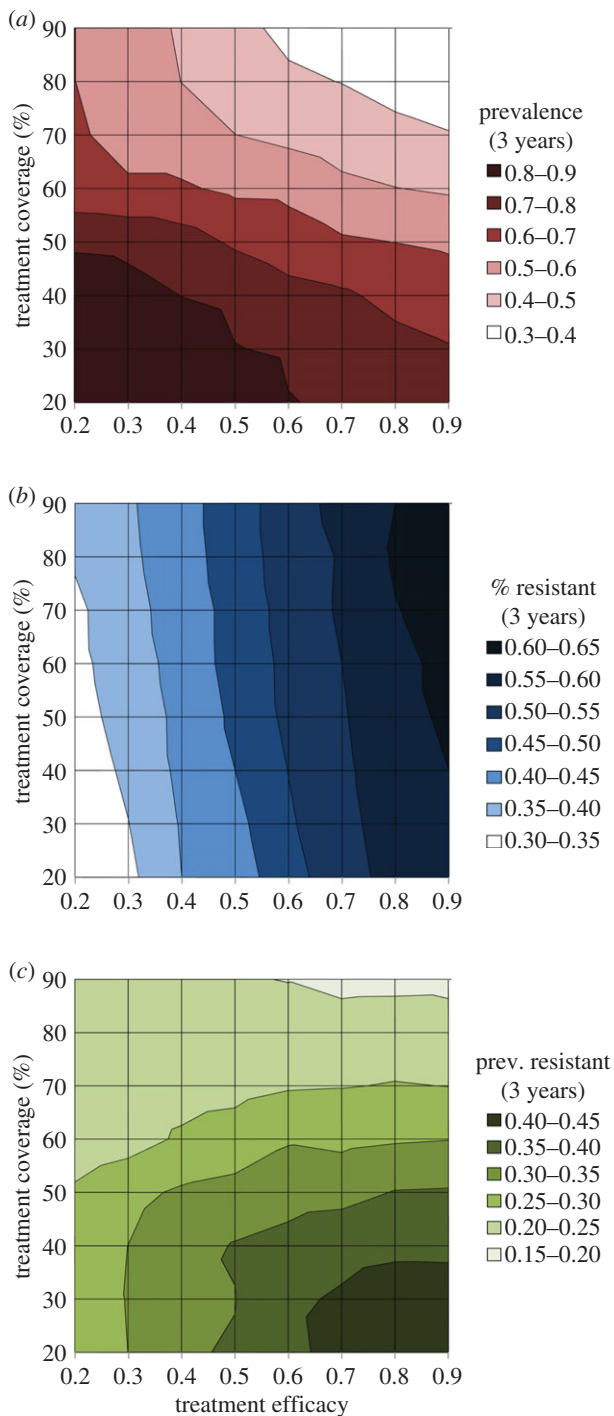 (a)
90
80
70
60
50
40
30
20
treatment coverage (%)
0.2 0.3 0.4 0.5 0.6 0.7 0.8 0.9
prevalence
(3 years)
0.8–0.9
0.7–0.8
0.6–0.7
0.5–0.6
0.4–0.5
0.3–0.4
(b)
90
80
70
60
50
40
30
20
treatment coverage (%)
0.2 0.3 0.4 0.5 0.6 0.7 0.8 0.9
% resistant
(3 years)
0.60–0.65
0.55–0.60
0.50–0.55
0.45–0.50
0.40–0.45
0.35–0.40
0.30–0.35
(c)
90
80
70
60
50
40
30
20
treatment coverage (%)
0.2 0.3 0.4 0.5 0.6 0.7 0.8 0.9
treatment efficacy
prev. resistant
(3 years)
0.40–0.45
0.35–0.40
0.30–0.35
0.25–0.30
0.20–0.25
0.15–0.20